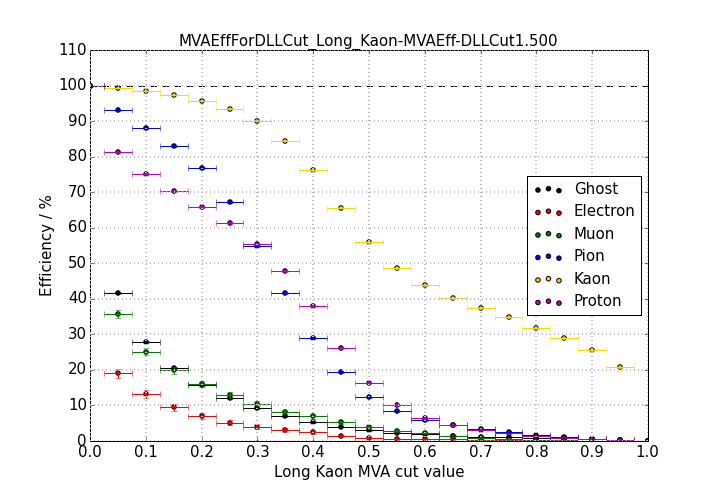 MVAEffForDLLCut_Long_Kaon-MVAEff-DLLCut1.500
110
100
90
80
70
60
50
40
30
20
10
0
Efficiency / %
Ghost
Electron
Muon
Pion
Kaon
Proton
0.0 0.1 0.2 0.3 0.4 0.5 0.6 0.7 0.8 0.9 1.0
Long Kaon MVA cut value